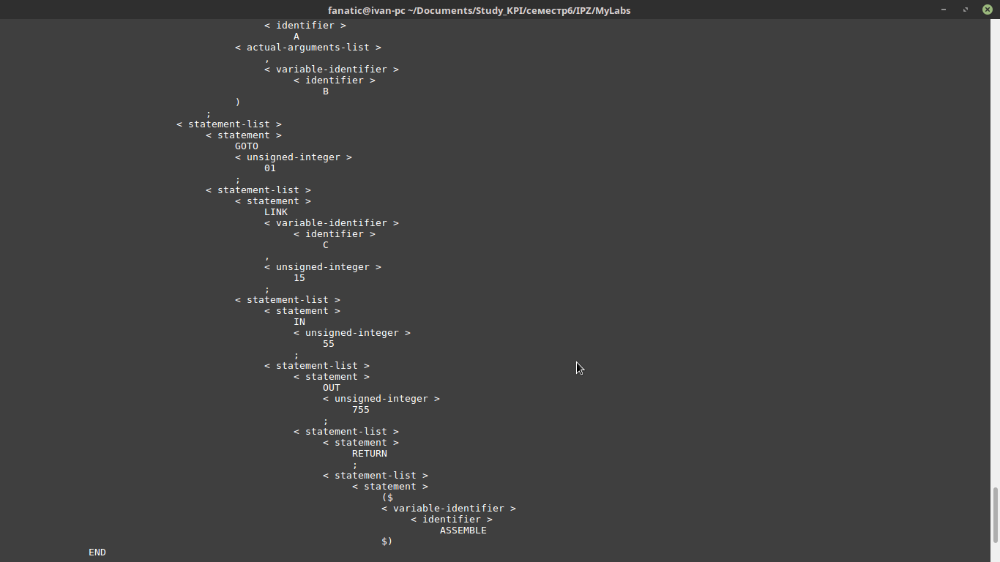 fanatic@ivan-pc ~/Documents/Study_KPI/семестр6/IPZ/MyLabs
< identifier >
A
< actual-arguments-list >
,
< variable-identifier >
< identifier >
B
)
;
< statement-list >
< statement >
GOTO
< unsigned-integer >
01
;
< statement-list >
< statement >
LINK
< variable-identifier >
< identifier >
C
,
< unsigned-integer >
15
;
< statement-list >
< statement >
IN
< unsigned-integer >
55
;
< statement-list >
< statement >
OUT
< unsigned-integer >
755
;
< statement-list >
< statement >
RETURN
;
< statement-list >
< statement >
($
< variable-identifier >
< identifier >
ASSEMBLE
$)
END